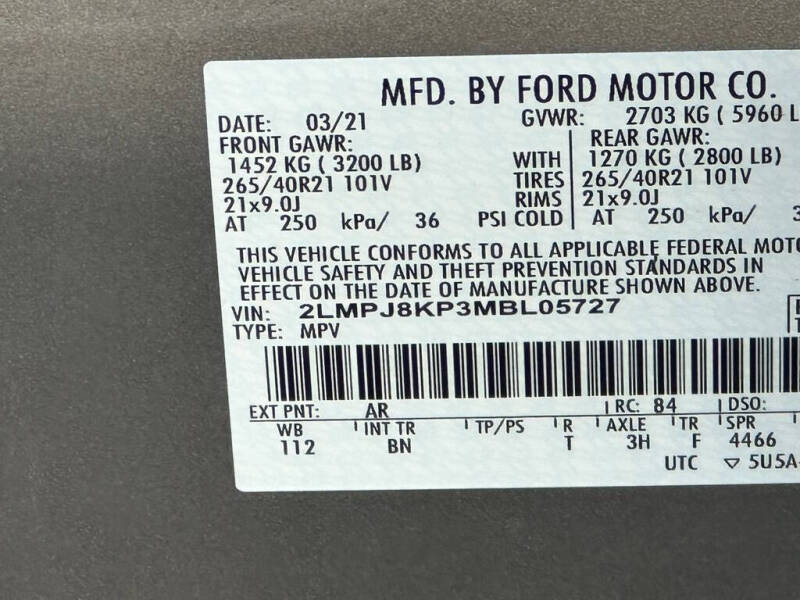 MFD. BY FORD MOTOR CO.
DATE: 03/21 GVWR: 2703 KG ( 5960 L
FRONT GAWR: REAR GAWR:
1452 KG ( 3200 LB) WITH 1270 KG ( 2800 LB)
265/40R21 101V TIRES 265/40R21 101V
21x9.0J RIMS 21x9.0J
AT 250 kPa/ 36 PSI COLD AT 250 kPa/ 3
THIS VEHICLE CONFORMS TO ALL APPLICABLE FEDERAL MOTO
VEHICLE SAFETY AND THEFT PREVENTION STANDARDS IN
EFFECT ON THE DATE OF MANUFACTURE SHOWN ABOVE.
VIN: 2LMPJ8KP3MBL05727
TYPE: MPV
EXT PNT: AR RC: 84 DSO:
WB INT TR TP/PS R AXLE TR SPR
112 BN T 3H F 4466
UTC ▽ 5U5A-